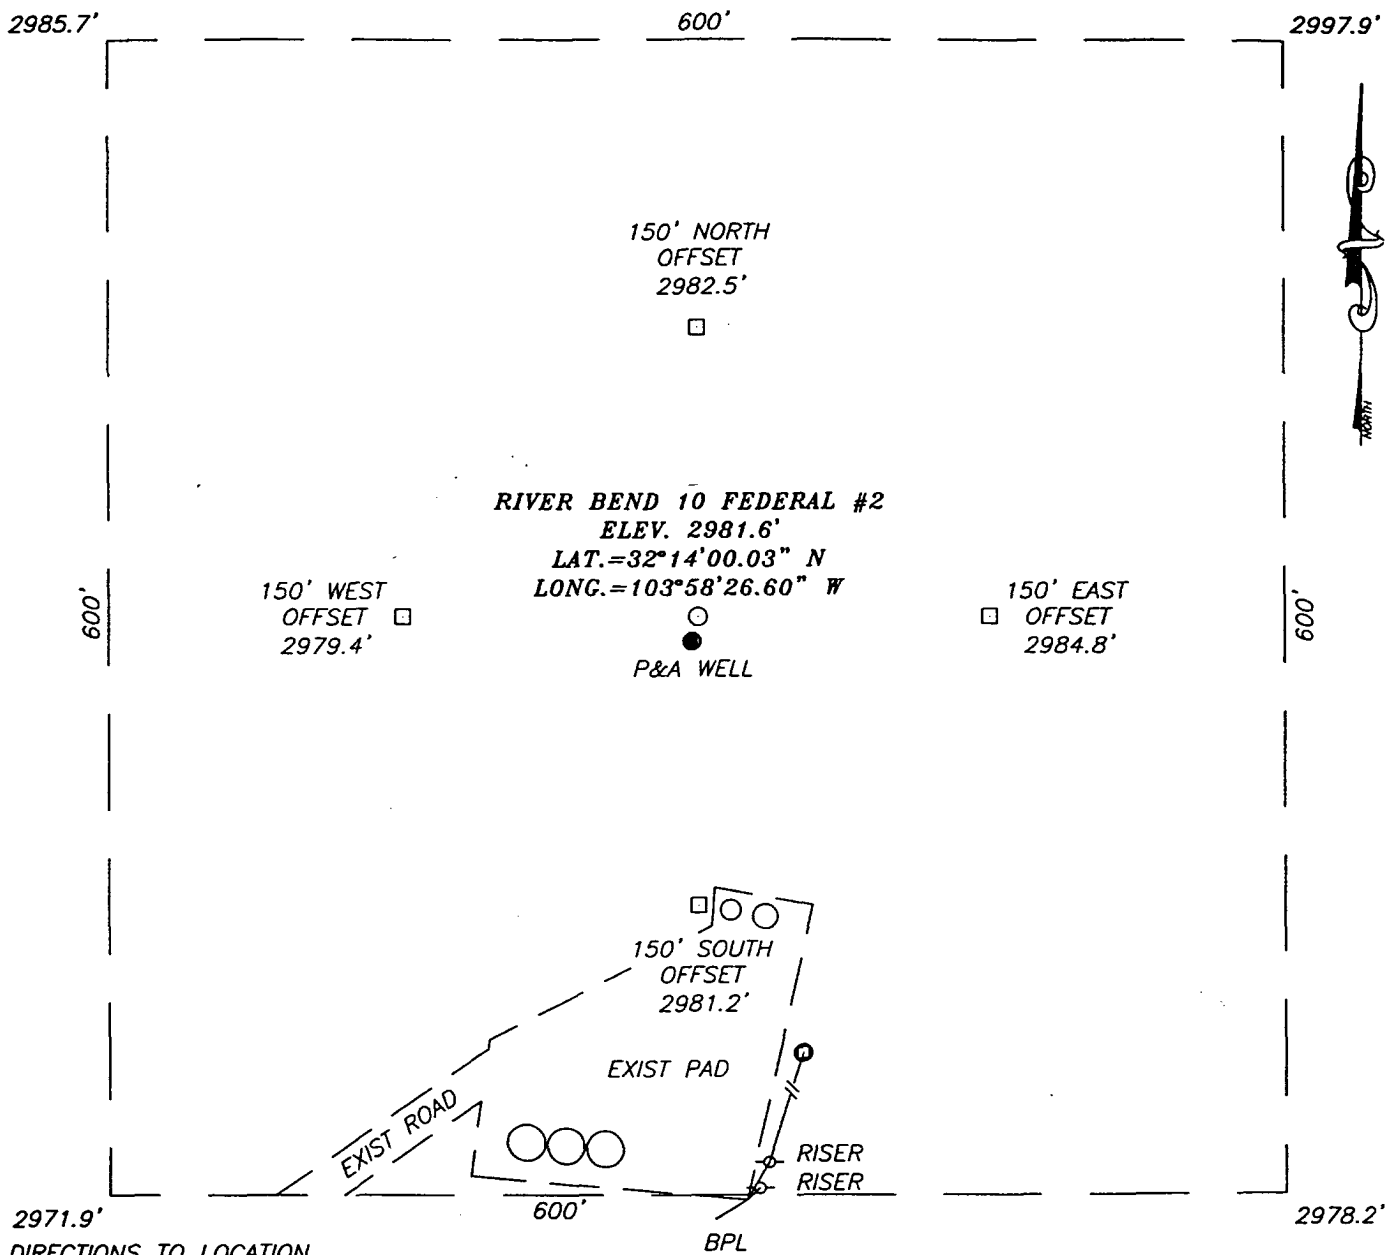 2985.7'
600'
2997.9'
NORTH
150' NORTH
OFFSET
2982.5'
RIVER BEND 10 FEDERAL #2
ELEV. 2981.6'
LAT.=32°14'00.03" N
LONG.=103°58'26.60" W
600'
150' WEST
OFFSET
2979.4'
P&A WELL
150' EAST
OFFSET
2984.8'
600'
150' SOUTH
OFFSET
2981.2'
EXIST PAD
EXIST ROAD
RISER
RISER
2971.9'
600'
2978.2'
BPL
DIRECTIONS TO LOCATION